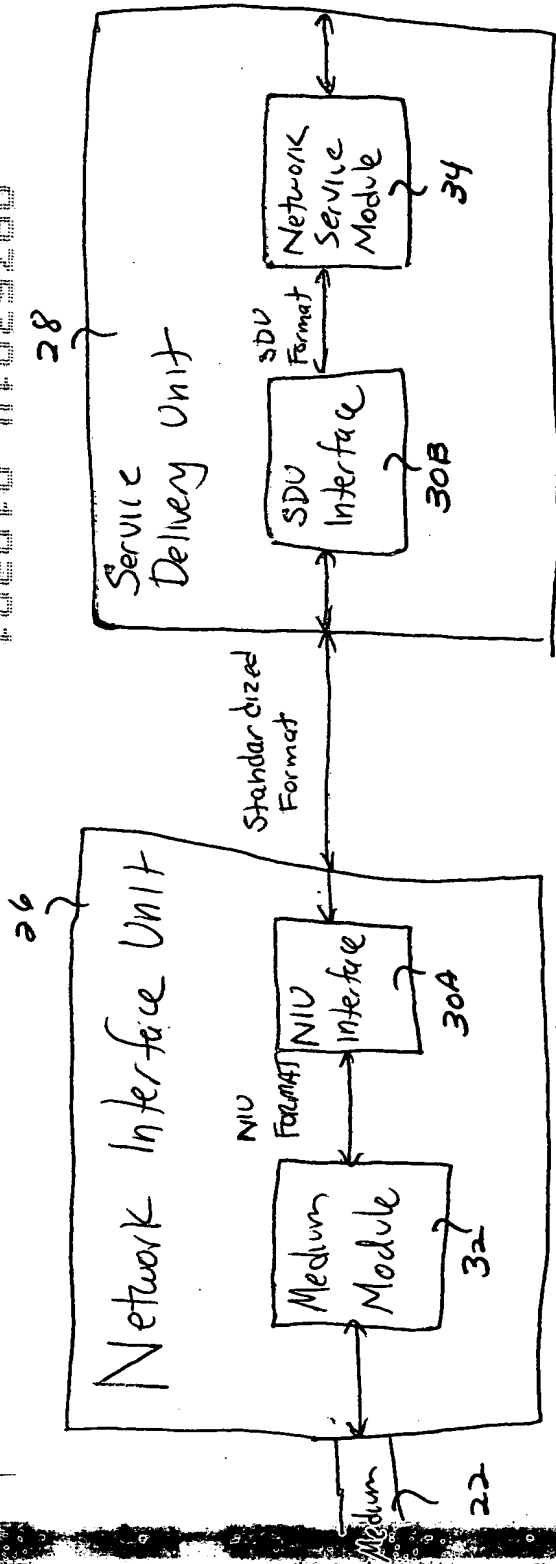 26
Network Interface Unit
NIU
FORMAT
Medium
Module
32
NIU
Interface
30A
Medium
22
Standardized
Format
28
Service
Delivery Unit
SDU
Interface
30B
SDU
Format
Network
Service
Module
34